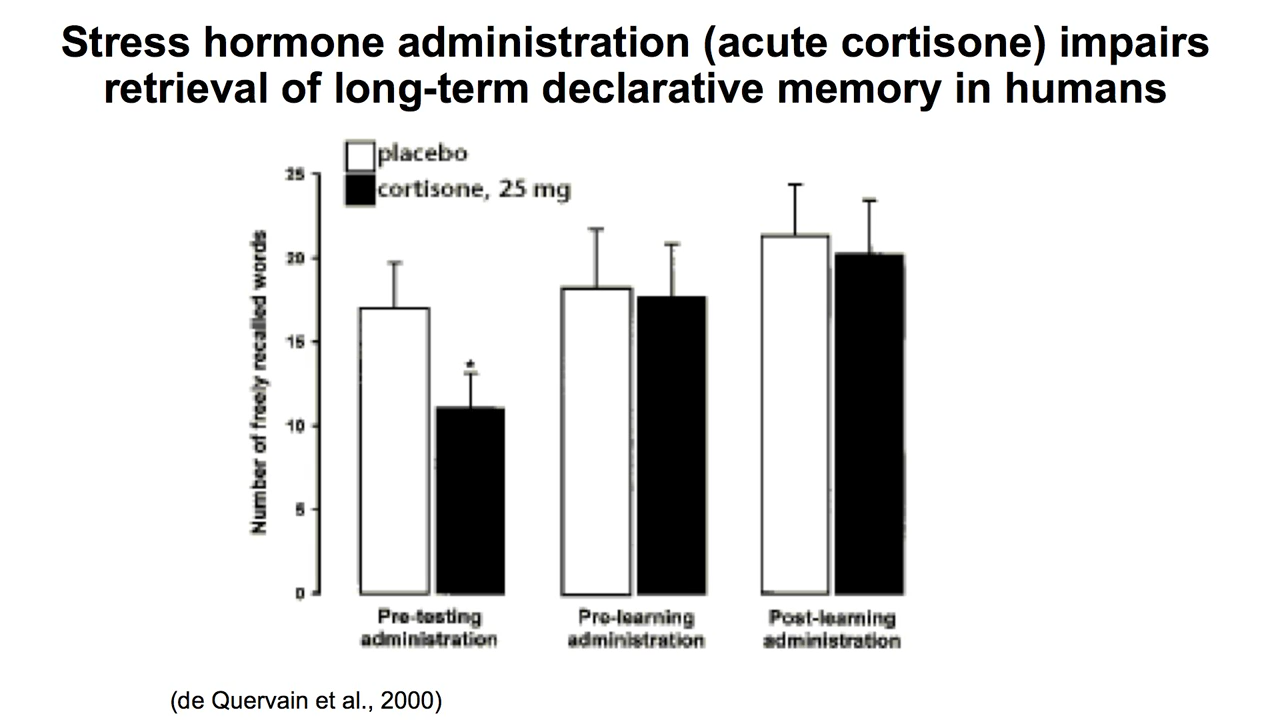 Stress hormone administration (acute cortisone) impairs
retrieval of long-term declarative memory in humans
placebo
cortisone, 25 mg
25
20
15
10
5
0
Number of freely recalled words
*
Pre-testing
administration
Pre-learning
administration
Post-learning
administration
(de Quervain et al., 2000)